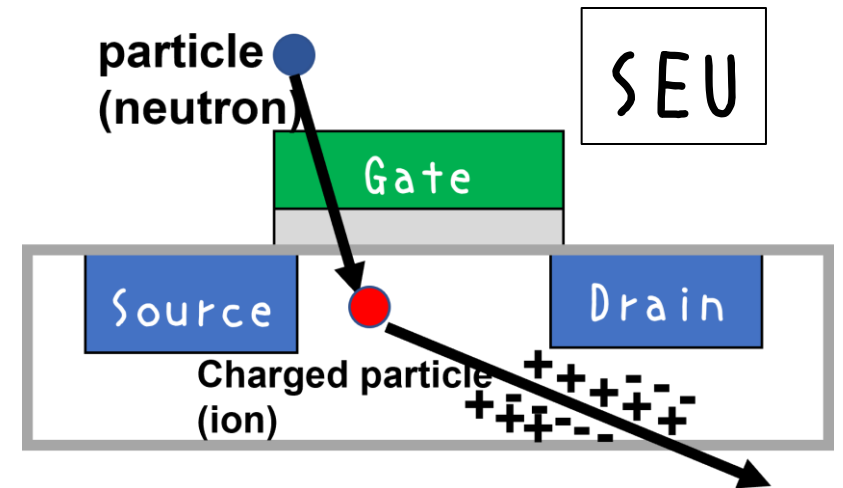 particle
(neutron)
SEU
Gate
Source
Drain
Charged particle
(ion)
+ + + + + - - -
+ + + - - - - -